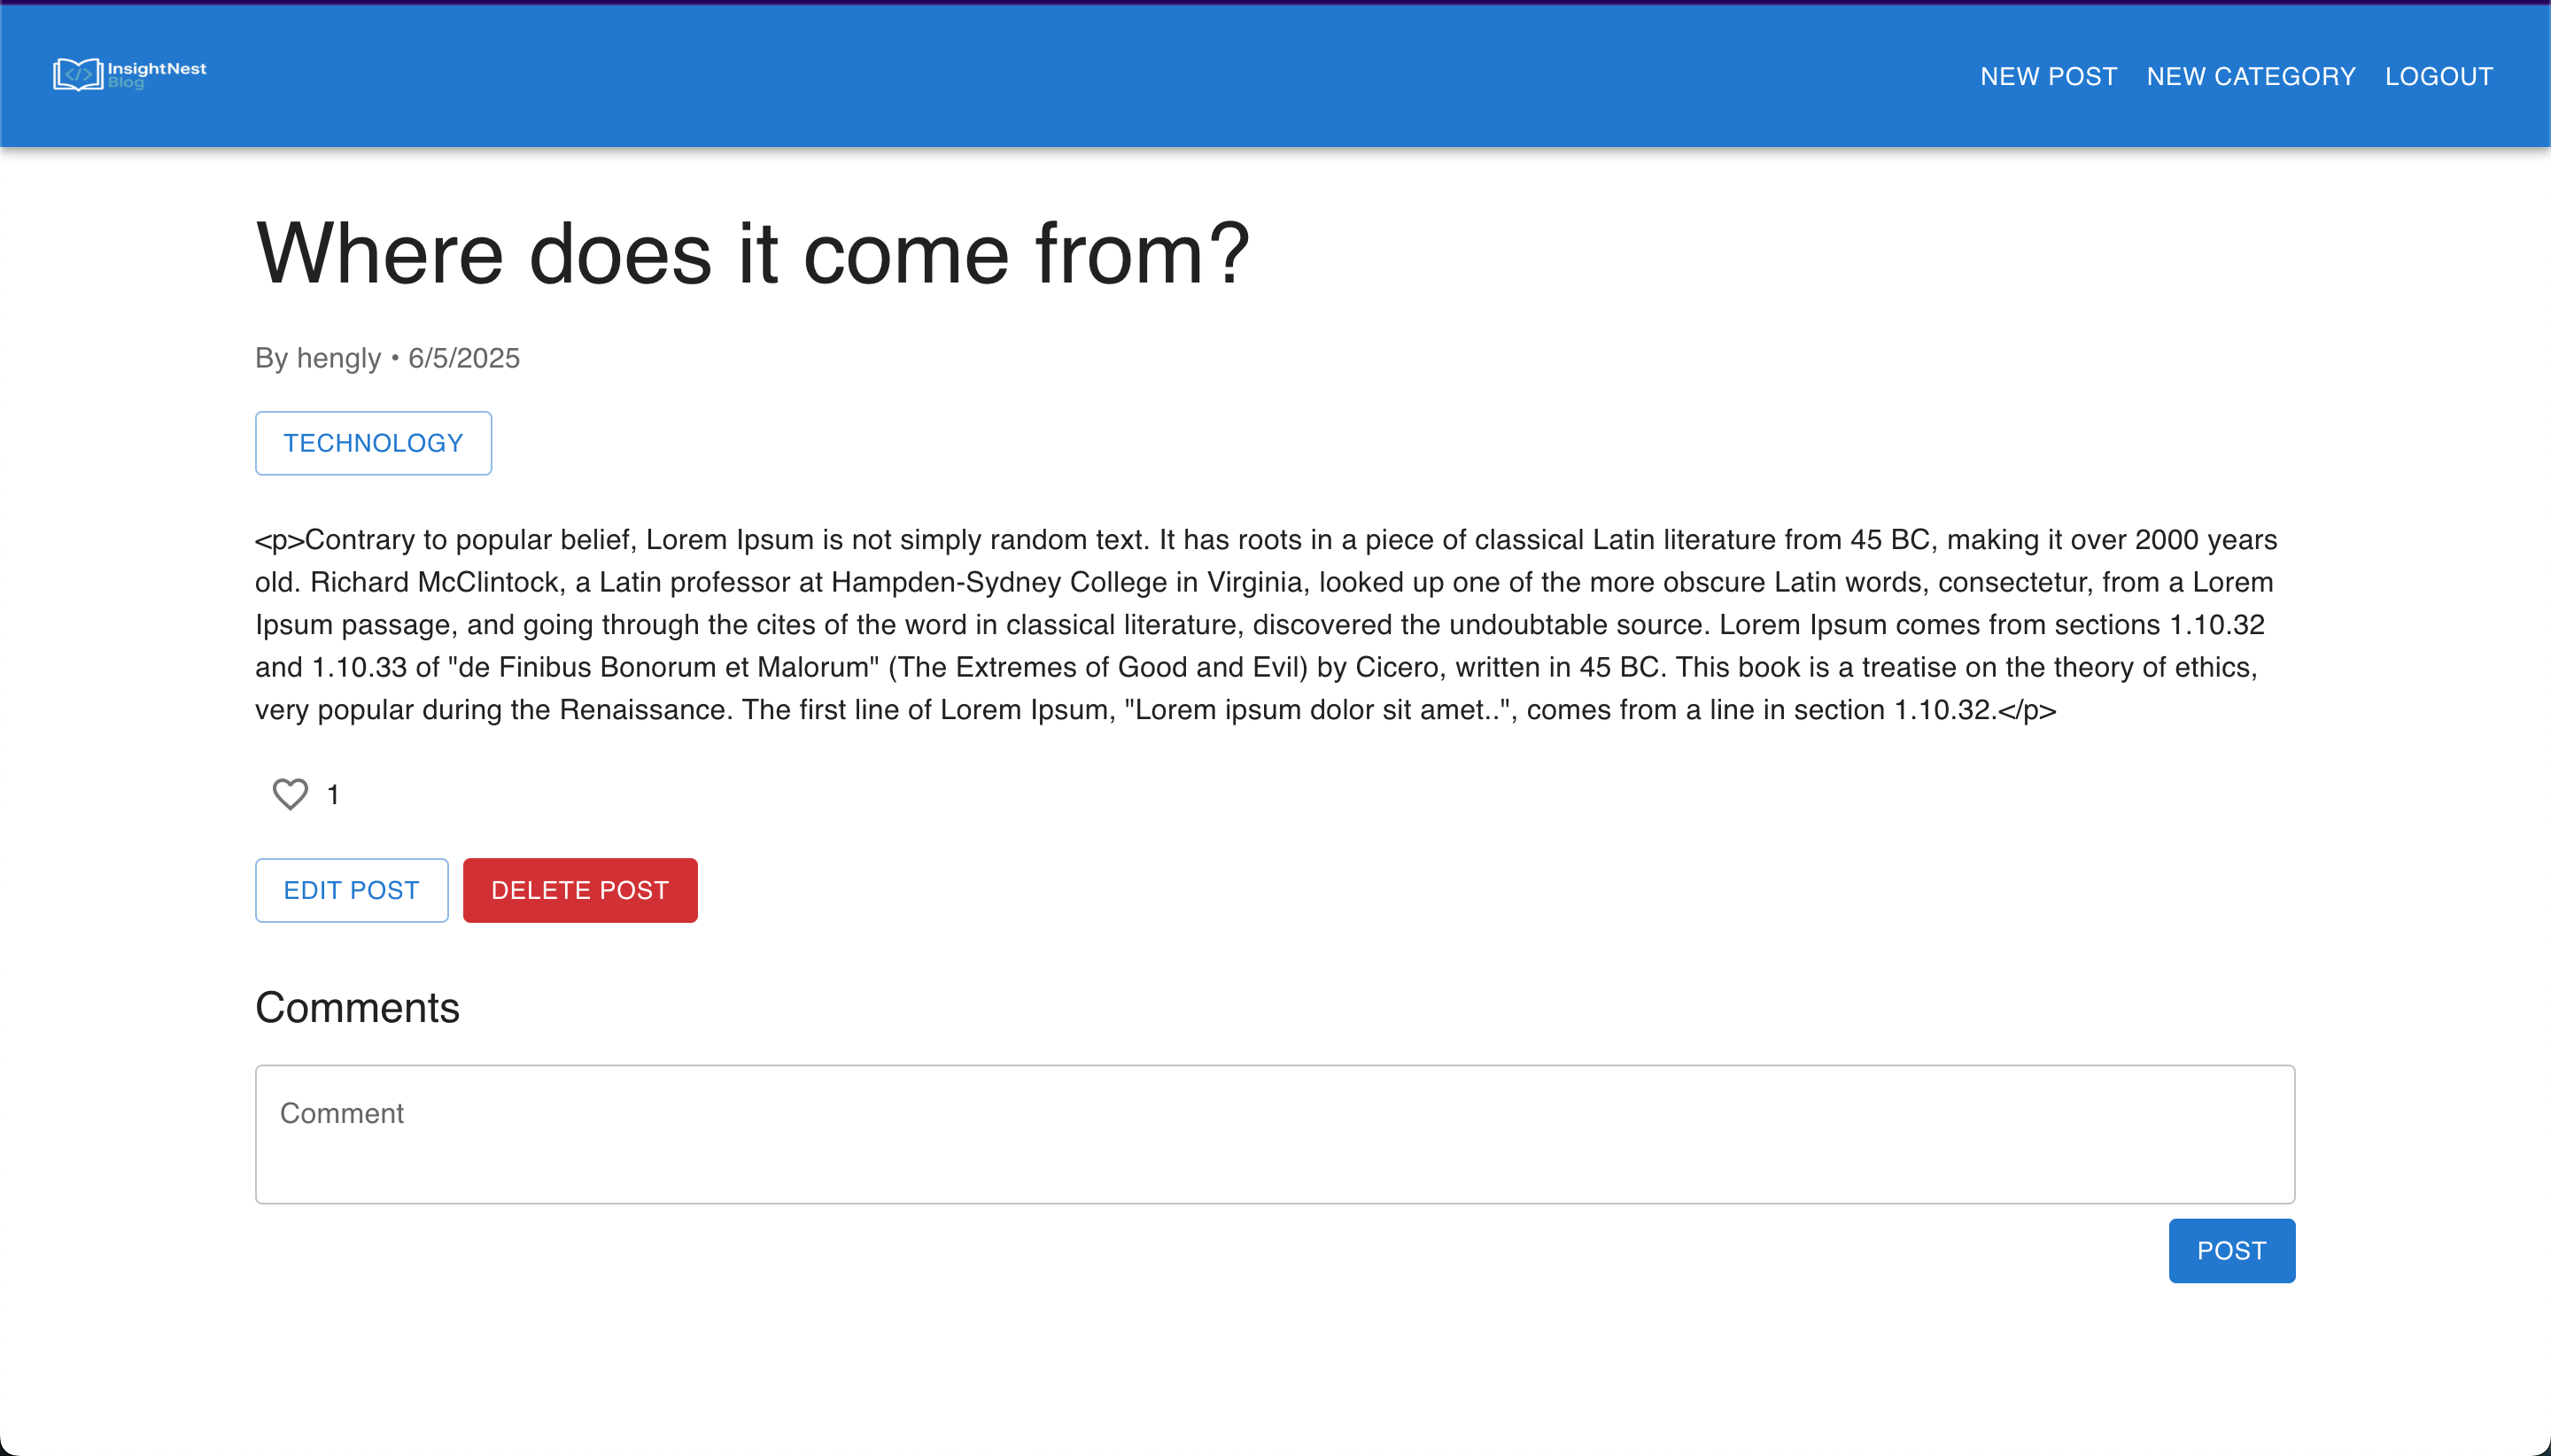 InsightNest
Blog
NEW POST NEW CATEGORY LOGOUT
Where does it come from?
By hengly • 6/5/2025
TECHNOLOGY
<p>Contrary to popular belief, Lorem Ipsum is not simply random text. It has roots in a piece of classical Latin literature from 45 BC, making it over 2000 years
old. Richard McClintock, a Latin professor at Hampden-Sydney College in Virginia, looked up one of the more obscure Latin words, consectetur, from a Lorem
Ipsum passage, and going through the cites of the word in classical literature, discovered the undoubtable source. Lorem Ipsum comes from sections 1.10.32
and 1.10.33 of "de Finibus Bonorum et Malorum" (The Extremes of Good and Evil) by Cicero, written in 45 BC. This book is a treatise on the theory of ethics,
very popular during the Renaissance. The first line of Lorem Ipsum, "Lorem ipsum dolor sit amet..", comes from a line in section 1.10.32.</p>
1
EDIT POST DELETE POST
Comments
Comment
POST